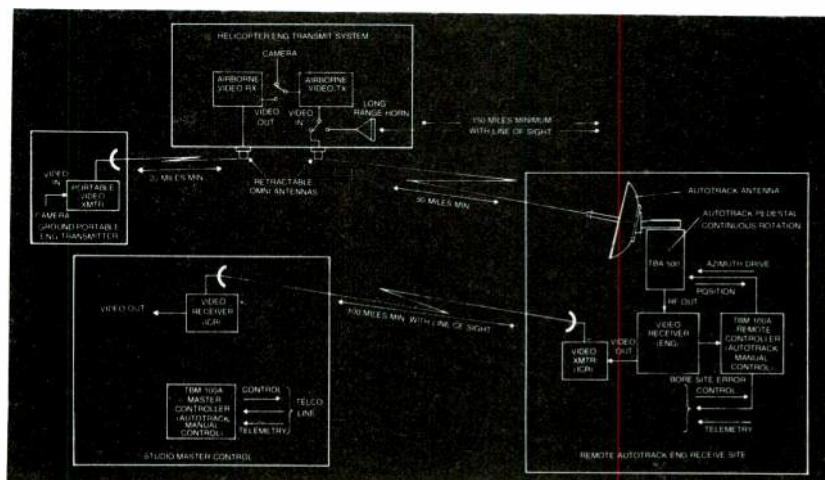 HELICOPTER ENG TRANSMIT SYSTEM
CAMERA
AIRBORNE
VIDEO RX
AIRBORNE
VIDEO TX
VIDEO
OUT
VIDEO
IN
LONG
RANGE HORN
150 MILES MINIMUM
WITH LINE OF SIGHT
VIDEO
IN
PORTABLE
VIDEO
XMTR
CAMERA
GROUND PORTABLE
ENG TRANSMITTER
20 MILES MIN.
RETRACTABLE
OMNI ANTENNAS
50 MILES
MIN.
AUTOTRACK ANTENNA
AUTOTRACK PEDESTAL
CONTINUOUS ROTATION
TBA 500
AZIMUTH DRIVE
POSITION
RF OUT
VIDEO
RECEIVER
(ENG)
TBM 100A
REMOTE
CONTROLLER
(AUTOTRACK
MANUAL
CONTROL)
VIDEO
OUT
VIDEO
XMTR
(ICR)
BORE SITE ERROR
CONTROL
TELEMETRY
REMOTE AUTOTRACK ENG RECEIVE SITE
VIDEO OUT
VIDEO
RECEIVER
(ICR)
100 MILES MIN. WITH LINE OF SIGHT
TBM 100A
MASTER
CONTROLLER
(AUTOTRACK
MANUAL
CONTROL)
CONTROL
TELCO
LINE
TELEMETRY
STUDIO MASTER CONTROL